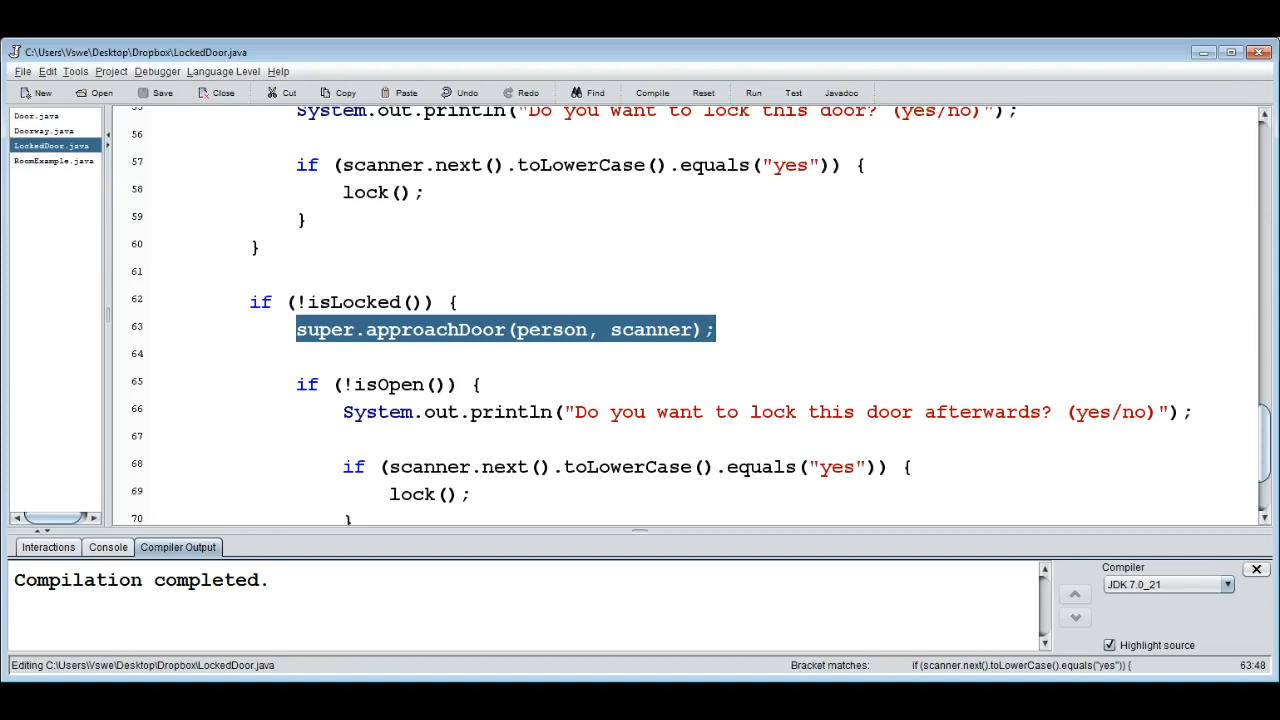 C:\Users\Vswe\Desktop\Dropbox\LockedDoor.java
File Edit Tools Project Debugger Language Level Help
New Open Save Close Cut Copy Paste Undo Redo Find Compile Reset Run Test Javadoc
Door.java
Doorway.java
LockedDoor.java
RoomExample.java
55 System.out.println("Do you want to lock this door? (yes/no)");
56
57 if (scanner.next().toLowerCase().equals("yes")) {
58 lock();
59 }
60 }
61
62 if (!isLocked()) {
63 super.approachDoor(person, scanner);
64
65 if (!isOpen()) {
66 System.out.println("Do you want to lock this door afterwards? (yes/no)");
67
68 if (scanner.next().toLowerCase().equals("yes")) {
69 lock();
70 }
Interactions Console Compiler Output
Compilation completed.
Compiler
JDK 7.0_21
Highlight source
Editing C:\Users\Vswe\Desktop\Dropbox\LockedDoor.java Bracket matches: if (scanner.next().toLowerCase().equals("yes")) { 63:48